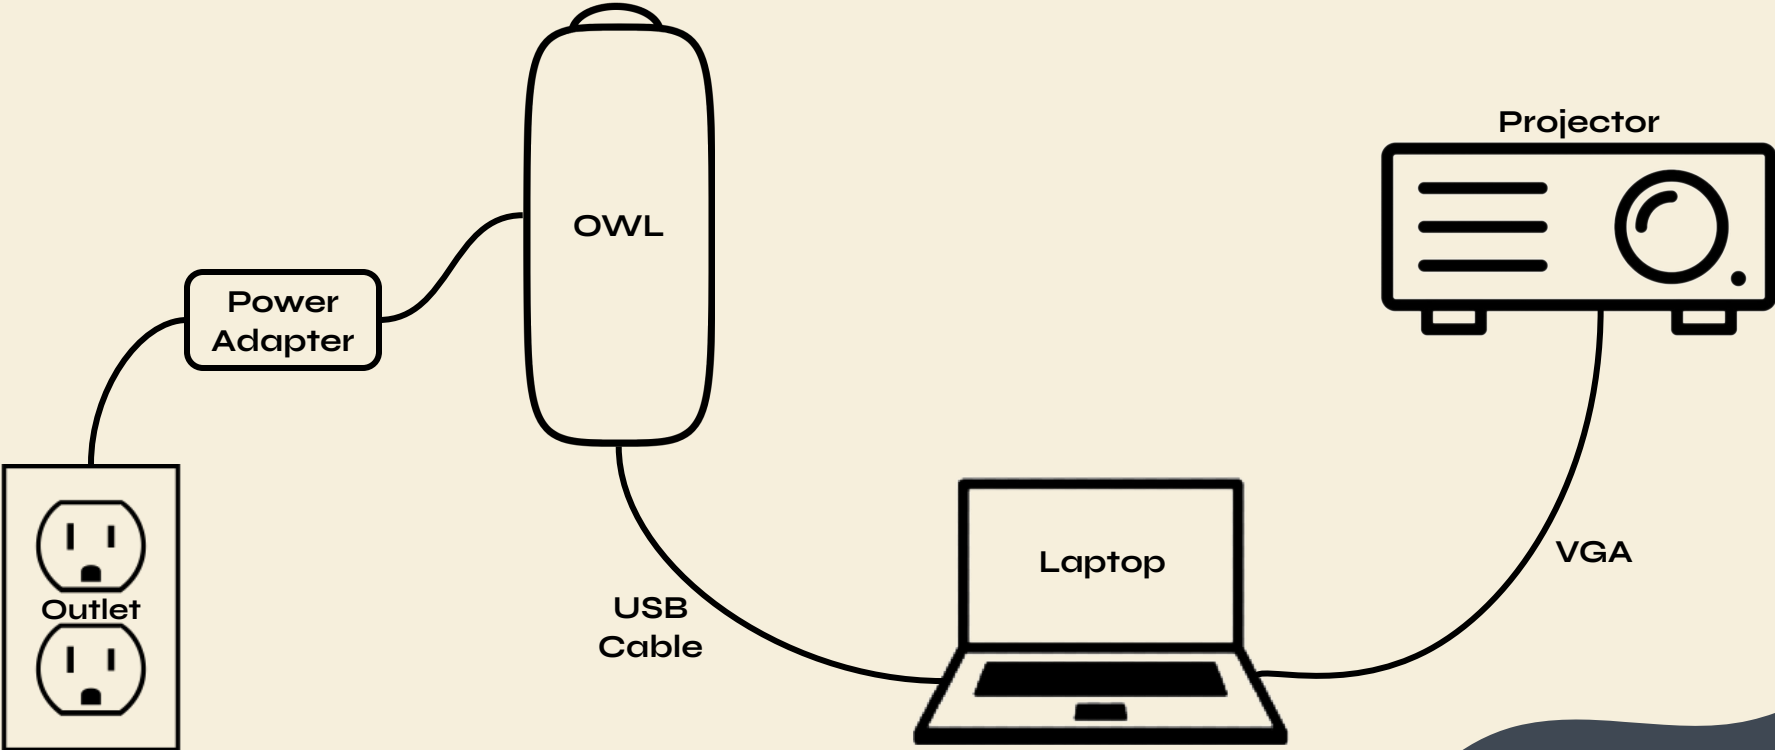 Projector
OWL
Power
Adapter
Laptop
VGA
USB
Cable
Outlet